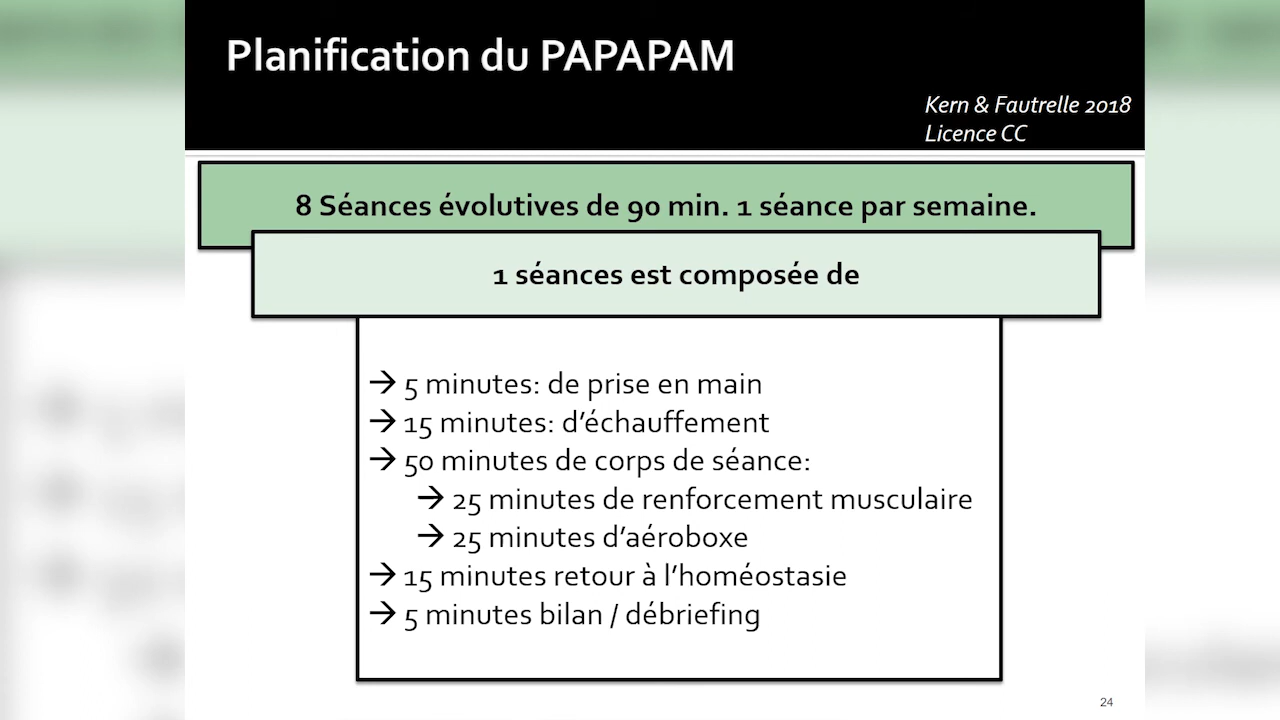 Planification du PAPAPAM
Kern & Fautrelle 2018
Licence CC
8 Séances évolutives de 90 min. 1 séance par semaine.
1 séances est composée de
→ 5 minutes: de prise en main
→ 15 minutes: d’échauffement
→ 50 minutes de corps de séance:
→ 25 minutes de renforcement musculaire
→ 25 minutes d’aéroboxe
→ 15 minutes retour à l’homéostasie
→ 5 minutes bilan / débriefing
24